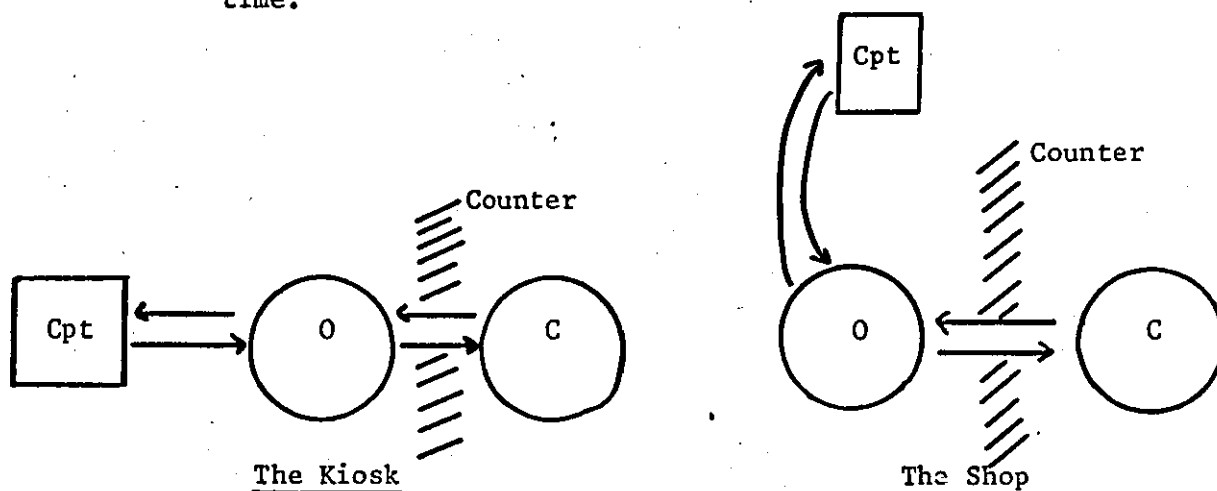 time.
Cpt
Counter
Counter
Cpt
O
C
O
C
The Kiosk
The Shop